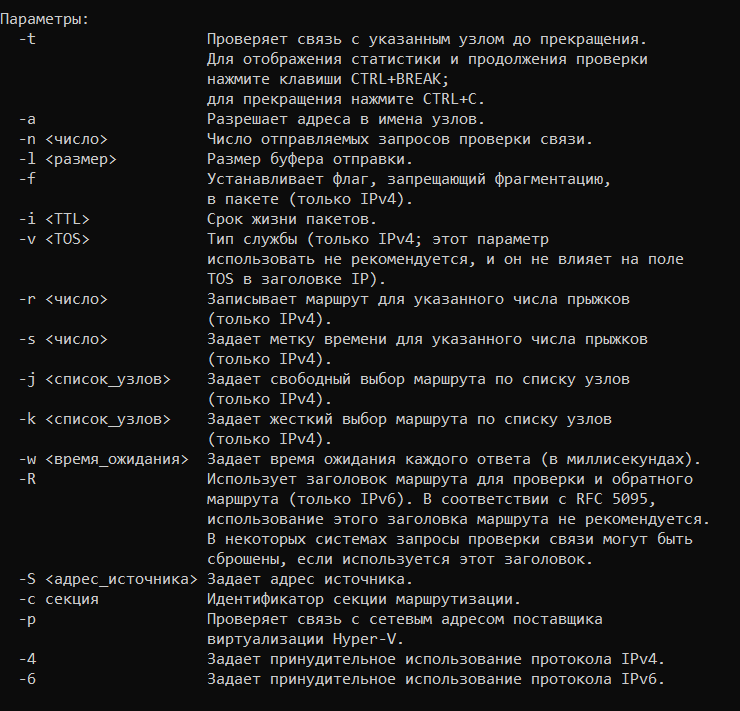 Параметры:
-t Проверяет связь с указанным узлом до прекращения.
Для отображения статистики и продолжения проверки
нажмите клавиши CTRL+BREAK;
для прекращения нажмите CTRL+C.
-a Разрешает адреса в имена узлов.
-n <число> Число отправляемых запросов проверки связи.
-l <размер> Размер буфера отправки.
-f Устанавливает флаг, запрещающий фрагментацию,
в пакете (только IPv4).
-i <TTL> Срок жизни пакетов.
-v <TOS> Тип службы (только IPv4; этот параметр
использовать не рекомендуется, и он не влияет на поле
TOS в заголовке IP).
-r <число> Записывает маршрут для указанного числа прыжков
(только IPv4).
-s <число> Задает метку времени для указанного числа прыжков
(только IPv4).
-j <список_узлов> Задает свободный выбор маршрута по списку узлов
(только IPv4).
-k <список_узлов> Задает жесткий выбор маршрута по списку узлов
(только IPv4).
-w <время_ожидания> Задает время ожидания каждого ответа (в миллисекундах).
-R Использует заголовок маршрута для проверки и обратного
маршрута (только IPv6). В соответствии с RFC 5095,
использование этого заголовка маршрута не рекомендуется.
В некоторых системах запросы проверки связи могут быть
сброшены, если используется этот заголовок.
-S <адрес_источника> Задает адрес источника.
-c секция Идентификатор секции маршрутизации.
-p Проверяет связь с сетевым адресом поставщика
виртуализации Hyper-V.
-4 Задает принудительное использование протокола IPv4.
-6 Задает принудительное использование протокола IPv6.